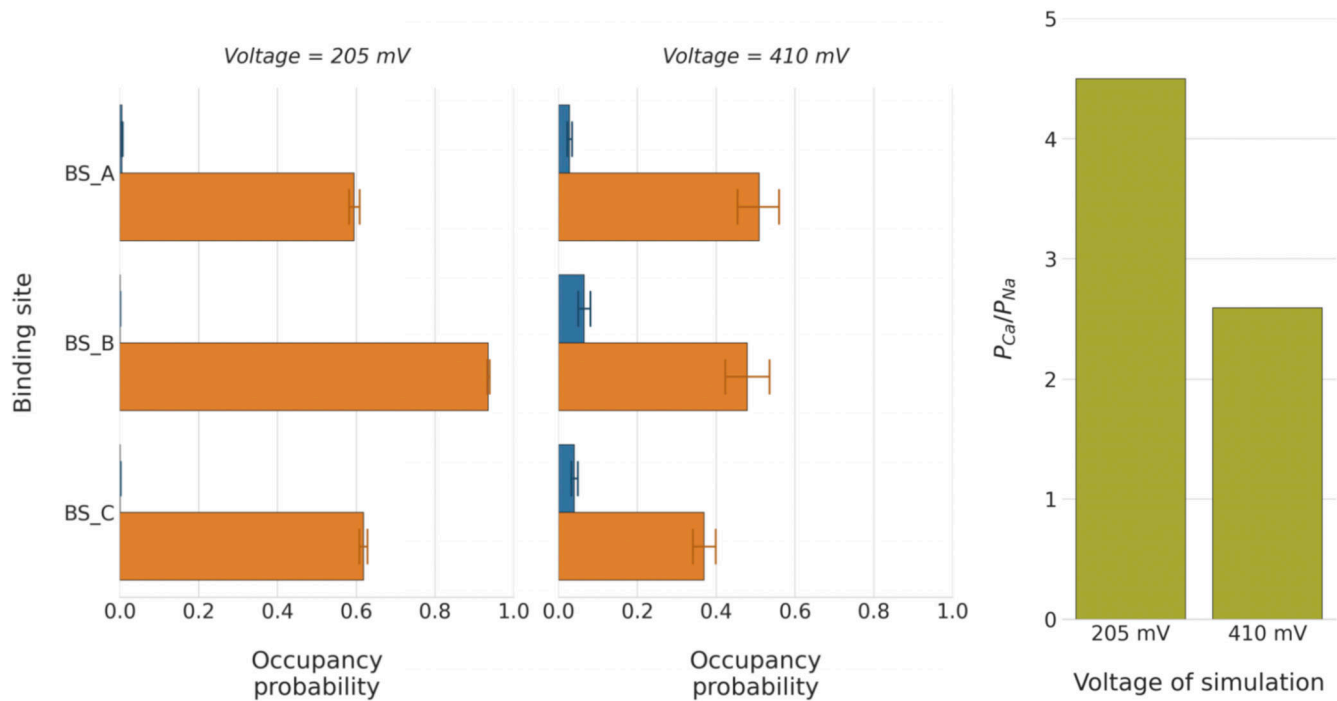 Voltage = 205 mV
Voltage = 410 mV
Binding site
BS_A
BS_B
BS_C
0.0 0.2 0.4 0.6 0.8 1.0
Occupancy
probability
0.0 0.2 0.4 0.6 0.8 1.0
Occupancy
probability
P_Ca/P_Na
5
4
3
2
1
0
205 mV 410 mV
Voltage of simulation